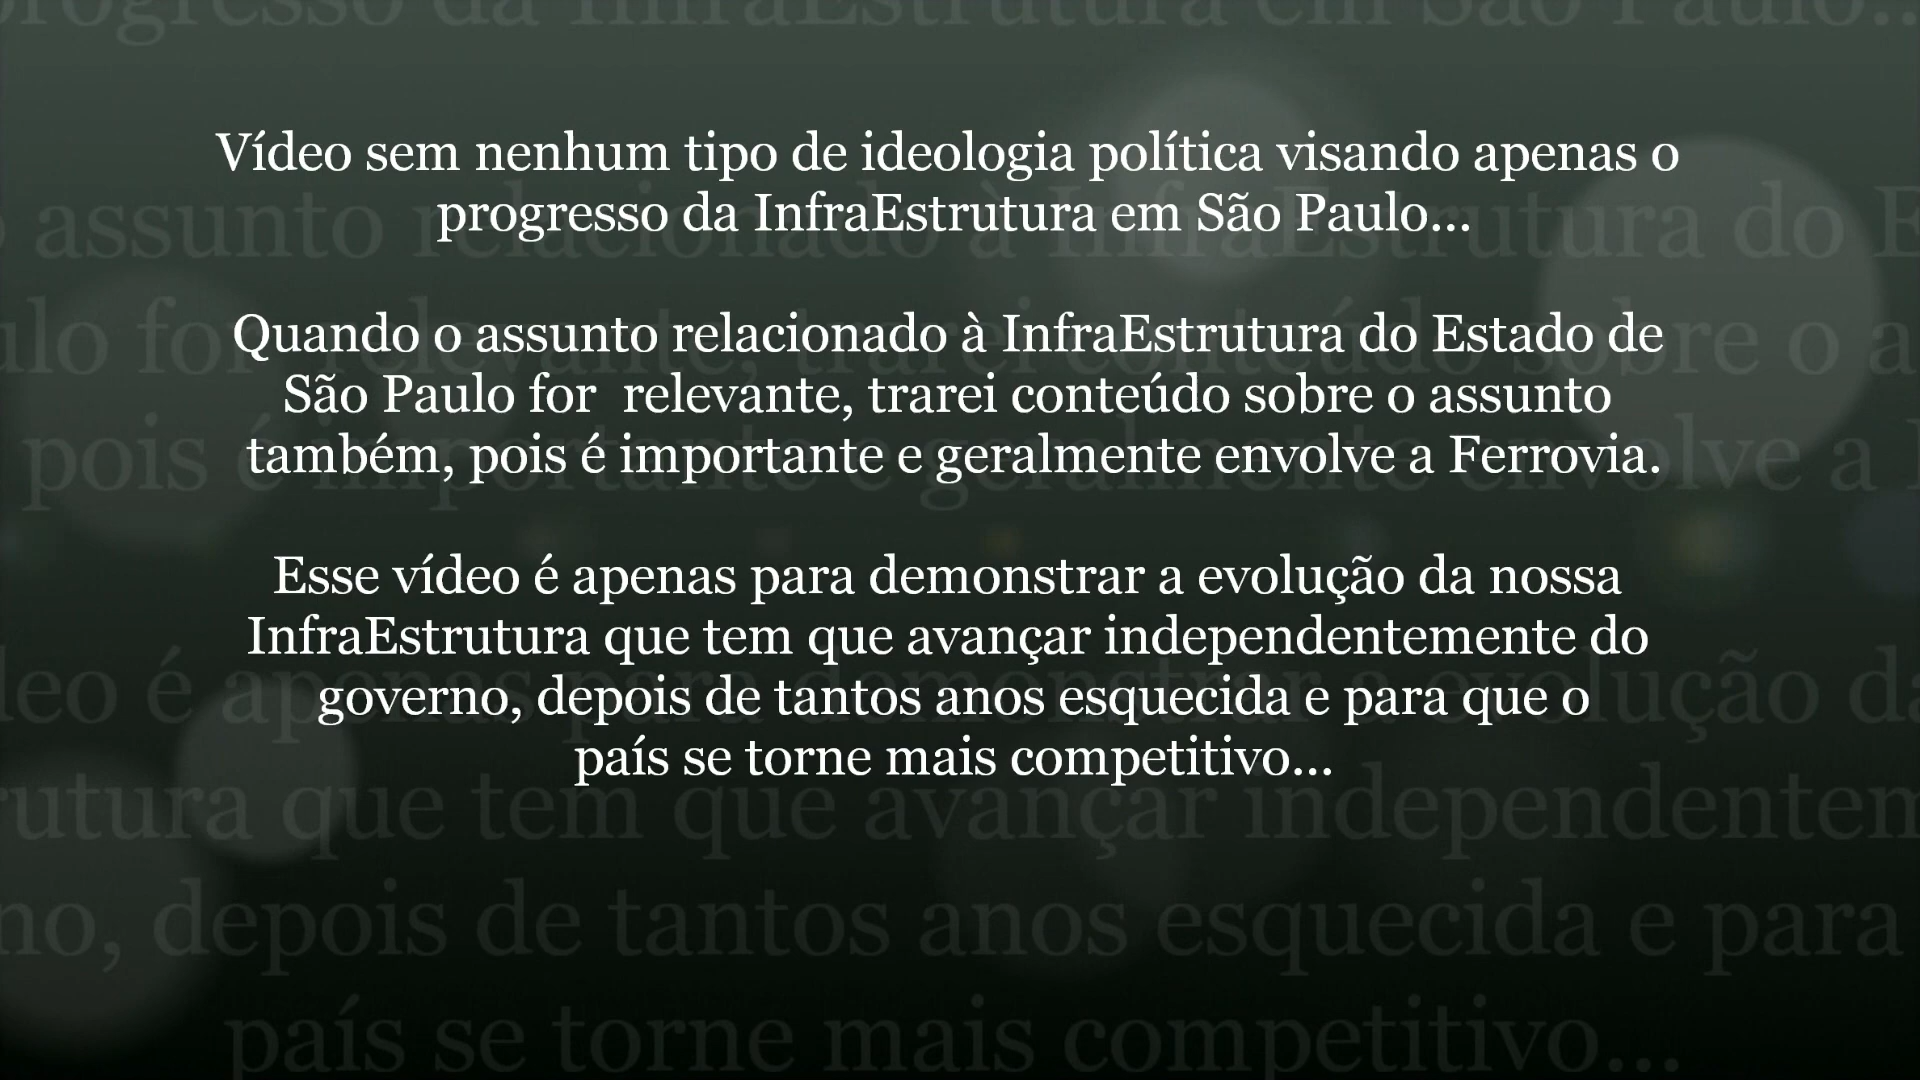 Vídeo sem nenhum tipo de ideologia política visando apenas o
progresso da InfraEstrutura em São Paulo...
Quando o assunto relacionado à InfraEstrutura do Estado de
São Paulo for  relevante, trarei conteúdo sobre o assunto
também, pois é importante e geralmente envolve a Ferrovia.
Esse vídeo é apenas para demonstrar a evolução da nossa
InfraEstrutura que tem que avançar independentemente do
governo, depois de tantos anos esquecida e para que o
país se torne mais competitivo...